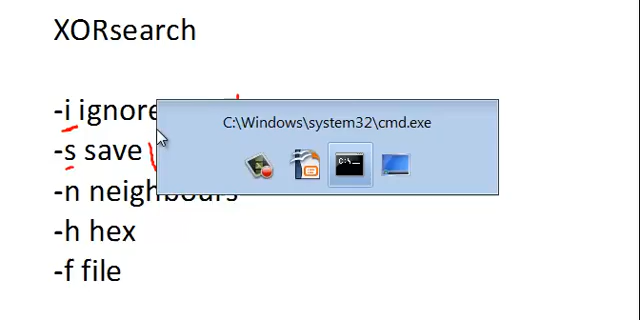 XORsearch
-i ignore
C:\Windows\system32\cmd.exe
-s save
-n neighbours
-h hex
-f file